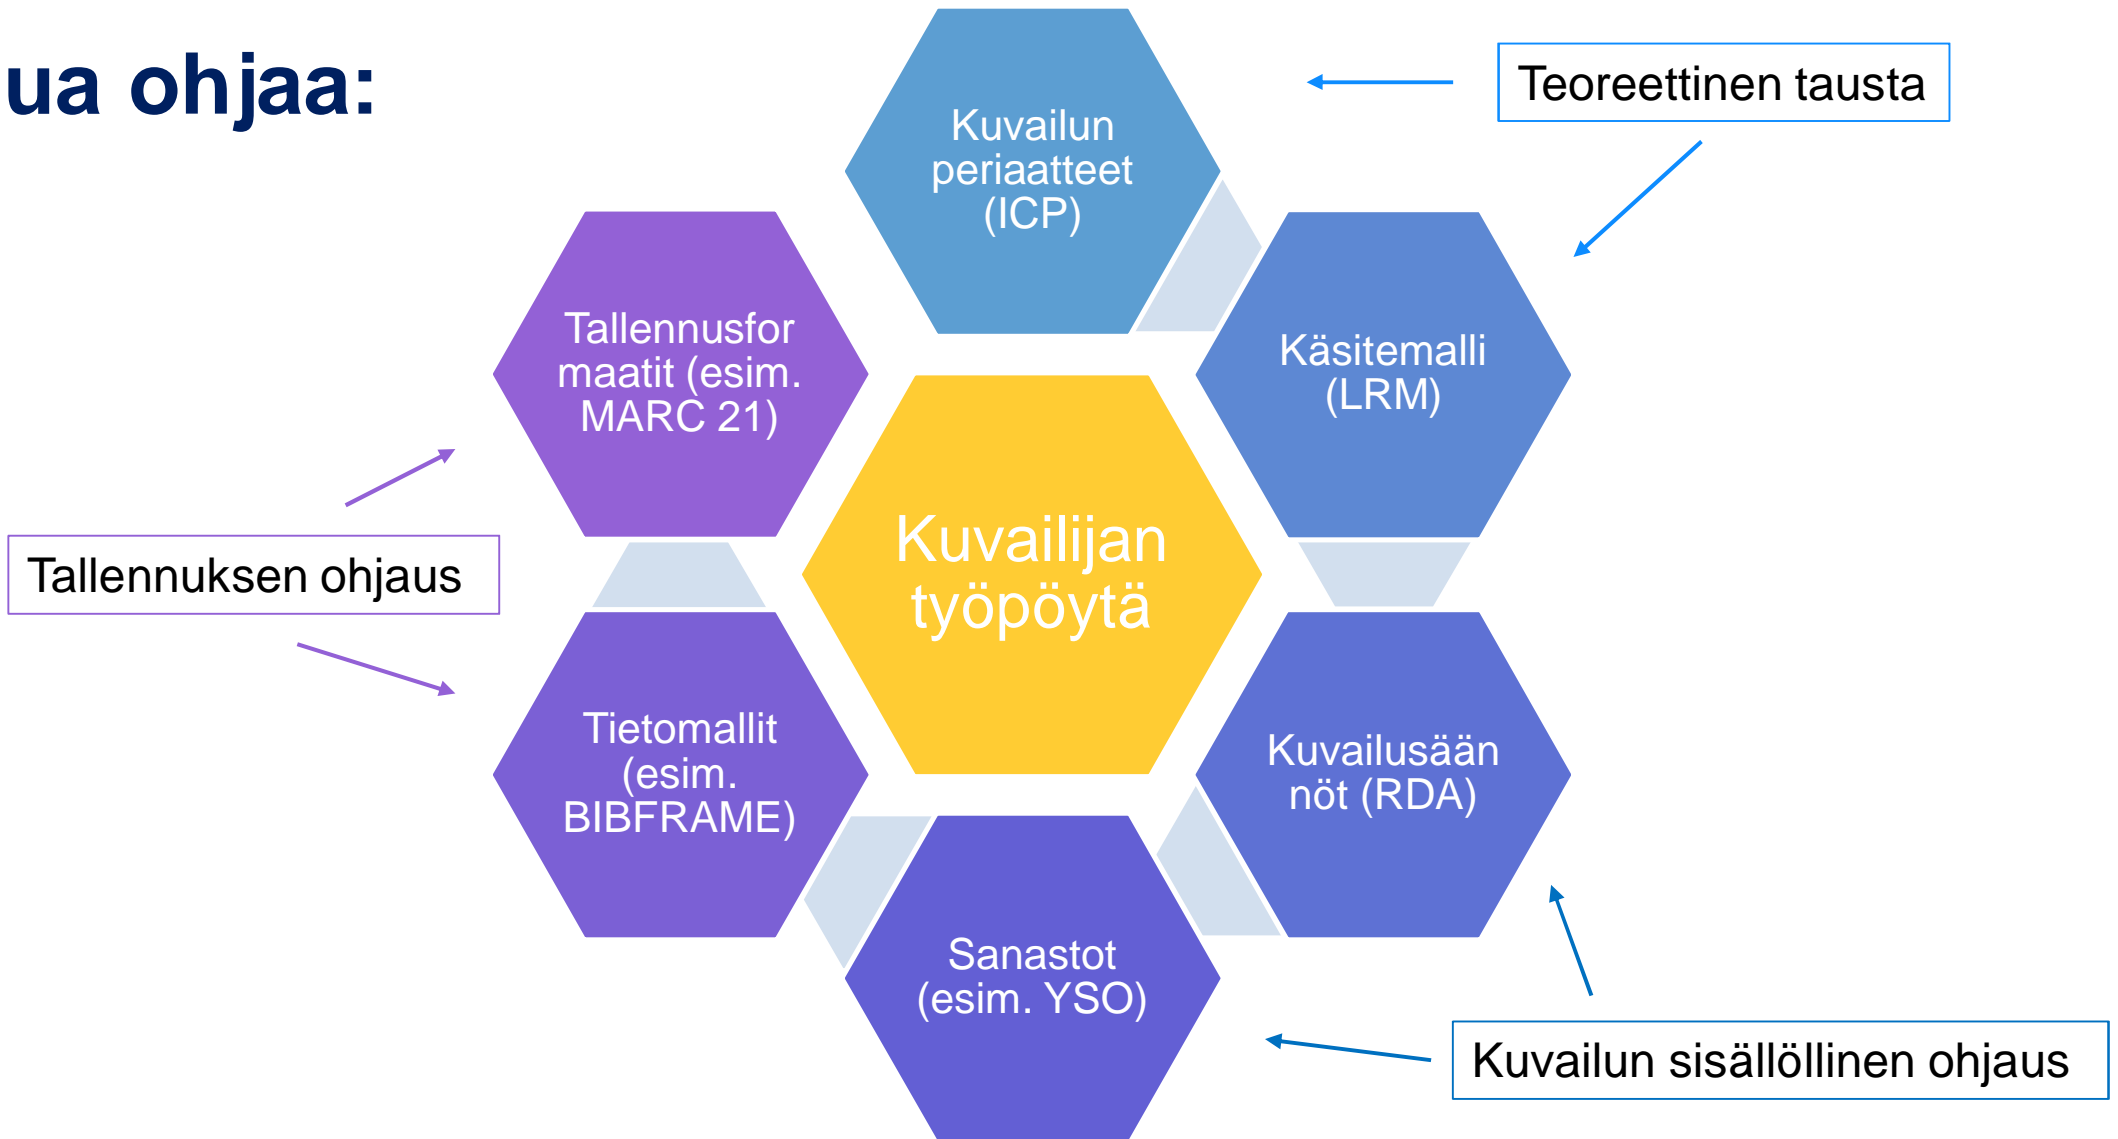 ua ohjaa:
Teoreettinen tausta
Kuvailun
periaatteet
(ICP)
Tallennusfor
maatit (esim.
MARC 21)
Käsitemalli
(LRM)
Kuvailijan
työpöytä
Tallennuksen ohjaus
Tietomallit
(esim.
BIBFRAME)
Kuvailusään
nöt (RDA)
Sanastot
(esim. YSO)
Kuvailun sisällöllinen ohjaus